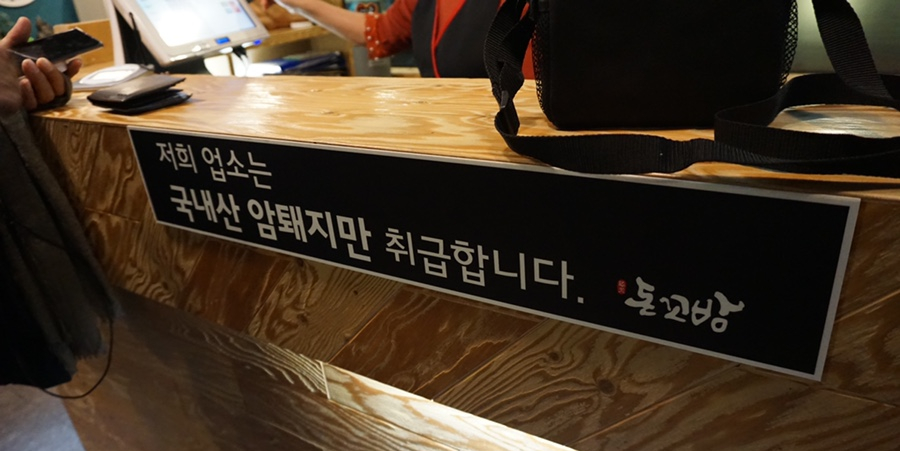 저희 업소는
국내산 암퇘지만 취급합니다.
돈꼬방